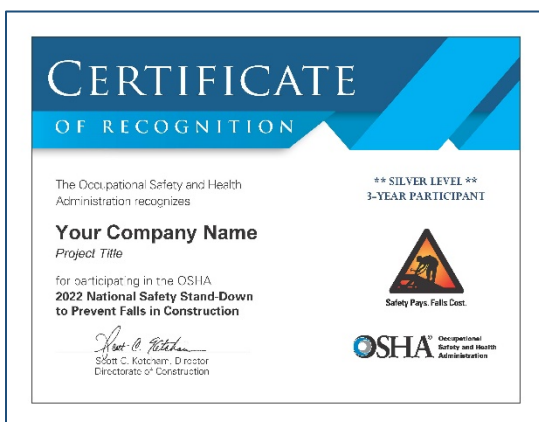 CERTIFICATE
OF RECOGNITION
The Occupational Safety and Health
Administration recognizes
Your Company Name
Project Title
for participating in the OSHA
2022 National Safety Stand-Down
to Prevent Falls in Construction
Scott C. Ketcham
Scott C. Ketcham, Director
Directorate of Construction
** SILVER LEVEL **
3-YEAR PARTICIPANT
Safety Pays. Falls Cost.
OSHA®
Occupational
Safety and Health
Administration